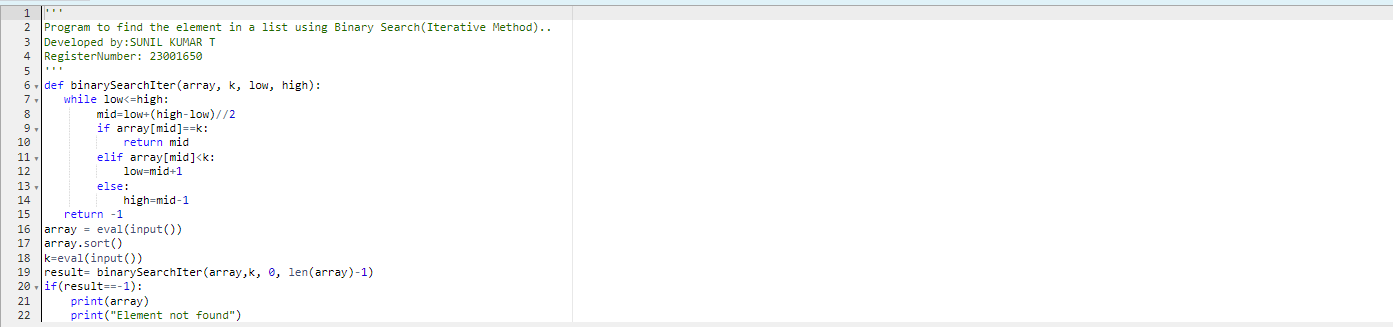 1 '''
2 Program to find the element in a list using Binary Search(Iterative Method)..
3 Developed by:SUNIL KUMAR T
4 RegisterNumber: 23001650
5 '''
6 def binarySearchIter(array, k, low, high):
7    while low<=high:
8         mid=low+(high-low)//2
9         if array[mid]==k:
10             return mid
11         elif array[mid]<k:
12             low=mid+1
13         else:
14             high=mid-1
15    return -1
16 array = eval(input())
17 array.sort()
18 k=eval(input())
19 result= binarySearchIter(array,k, 0, len(array)-1)
20 if(result==-1):
21     print(array)
22     print("Element not found")